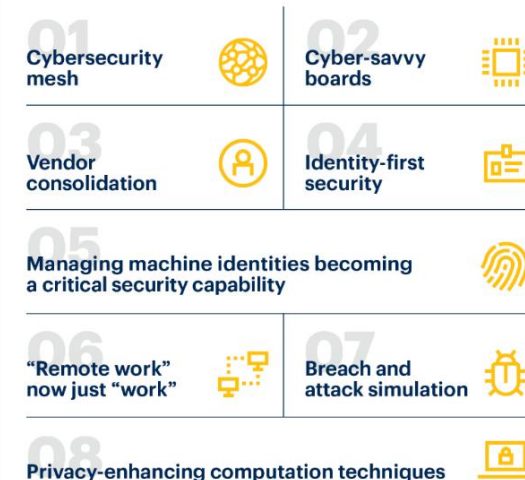 01
Cybersecurity
mesh
02
Cyber-savvy
boards
03
Vendor
consolidation
04
Identity-first
security
05
Managing machine identities becoming
a critical security capability
06
“Remote work”
now just “work”
07
Breach and
attack simulation
08
Privacy-enhancing computation techniques